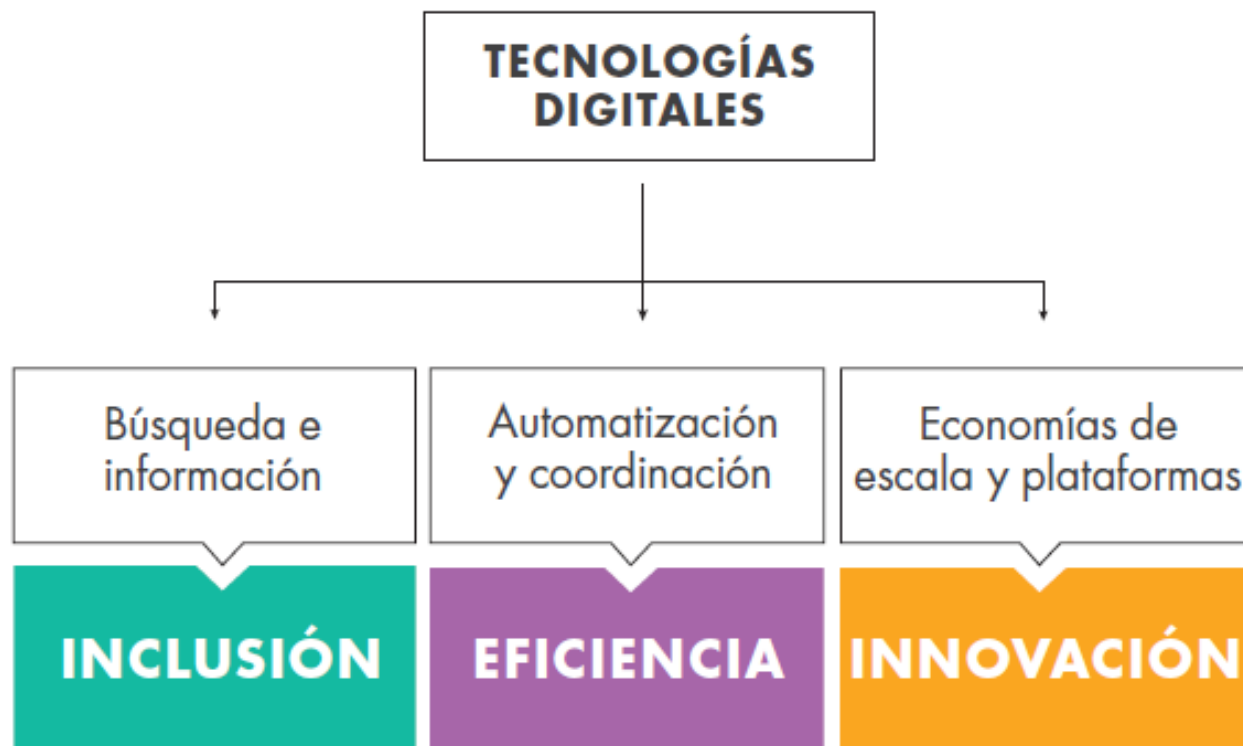 TECNOLOGÍAS
DIGITALES
Búsqueda e
información
Automatización
y coordinación
Economías de
escala y plataformas
INCLUSIÓN
EFICIENCIA
INNOVACIÓN